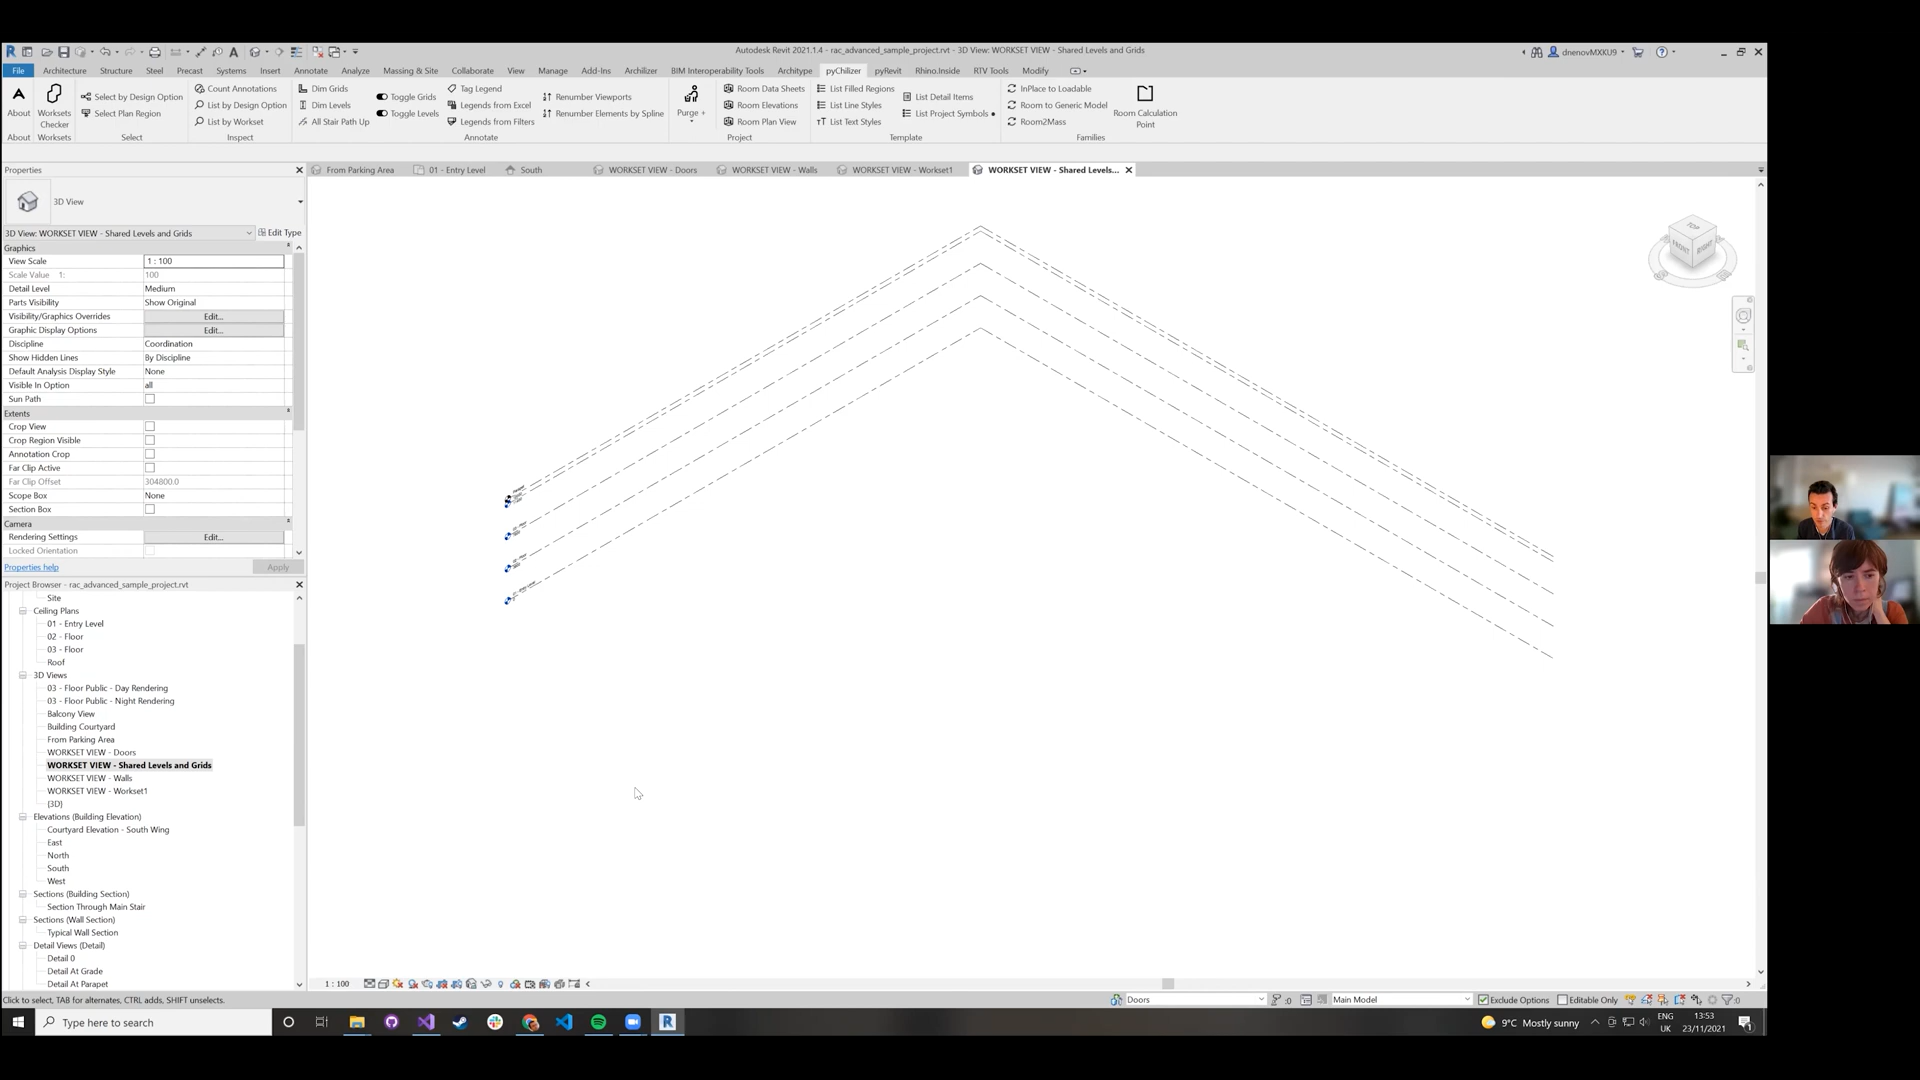 Autodesk Revit 2021.1.4 - rac_advanced_sample_project.rvt - 3D View: WORKSET VIEW - Shared Levels and Grids
dnenovMXKU9
File Architecture Structure Steel Precast Systems Insert Annotate Analyze Massing & Site Collaborate View Manage Add-Ins Archilizer BIM Interoperability Tools Architype pyChilizer pyRevit Rhino.Inside RTV Tools Modify
About
About
Worksets
Checker
Worksets
Select by Design Option
Select Plan Region
Select
Count Annotations
List by Design Option
List by Workset
Inspect
Dim Grids
Dim Levels
All Stair Path Up
Toggle Grids
Toggle Levels
Tag Legend
Legends from Excel
Legends from Filters
Renumber Viewports
Renumber Elements by Spline
Annotate
Purge +
Room Data Sheets
Room Elevations
Room Plan View
Project
List Filled Regions
List Line Styles
List Text Styles
List Detail Items
List Project Symbols
Template
InPlace to Loadable
Room to Generic Model
Room2Mass
Room Calculation
Point
Families
Properties
From Parking Area
01 - Entry Level
South
WORKSET VIEW - Doors
WORKSET VIEW - Walls
WORKSET VIEW - Workset1
WORKSET VIEW - Shared Levels...
3D View
3D View: WORKSET VIEW - Shared Levels and Grids
Edit Type
Graphics
View Scale 1 : 100
Scale Value 1: 100
Detail Level Medium
Parts Visibility Show Original
Visibility/Graphics Overrides Edit...
Graphic Display Options Edit...
Discipline Coordination
Show Hidden Lines By Discipline
Default Analysis Display Style None
Visible In Option all
Sun Path
Extents
Crop View
Crop Region Visible
Annotation Crop
Far Clip Active
Far Clip Offset 304800.0
Scope Box None
Section Box
Camera
Rendering Settings Edit...
Locked Orientation
Properties help
Apply
Project Browser - rac_advanced_sample_project.rvt
Site
Ceiling Plans
01 - Entry Level
02 - Floor
03 - Floor
Roof
3D Views
03 - Floor Public - Day Rendering
03 - Floor Public - Night Rendering
Balcony View
Building Courtyard
From Parking Area
WORKSET VIEW - Doors
WORKSET VIEW - Shared Levels and Grids
WORKSET VIEW - Walls
WORKSET VIEW - Workset1
{3D}
Elevations (Building Elevation)
Courtyard Elevation - South Wing
East
North
South
West
Sections (Building Section)
Section Through Main Stair
Sections (Wall Section)
Typical Wall Section
Detail Views (Detail)
Detail 0
Detail At Grade
Detail At Parapet
TOP
FRONT
RIGHT
1 : 100
Click to select, TAB for alternates, CTRL adds, SHIFT unselects.
Doors
:0
Main Model
Exclude Options
Editable Only
:0
Type here to search
9°C Mostly sunny
ENG
UK
13:53
23/11/2021